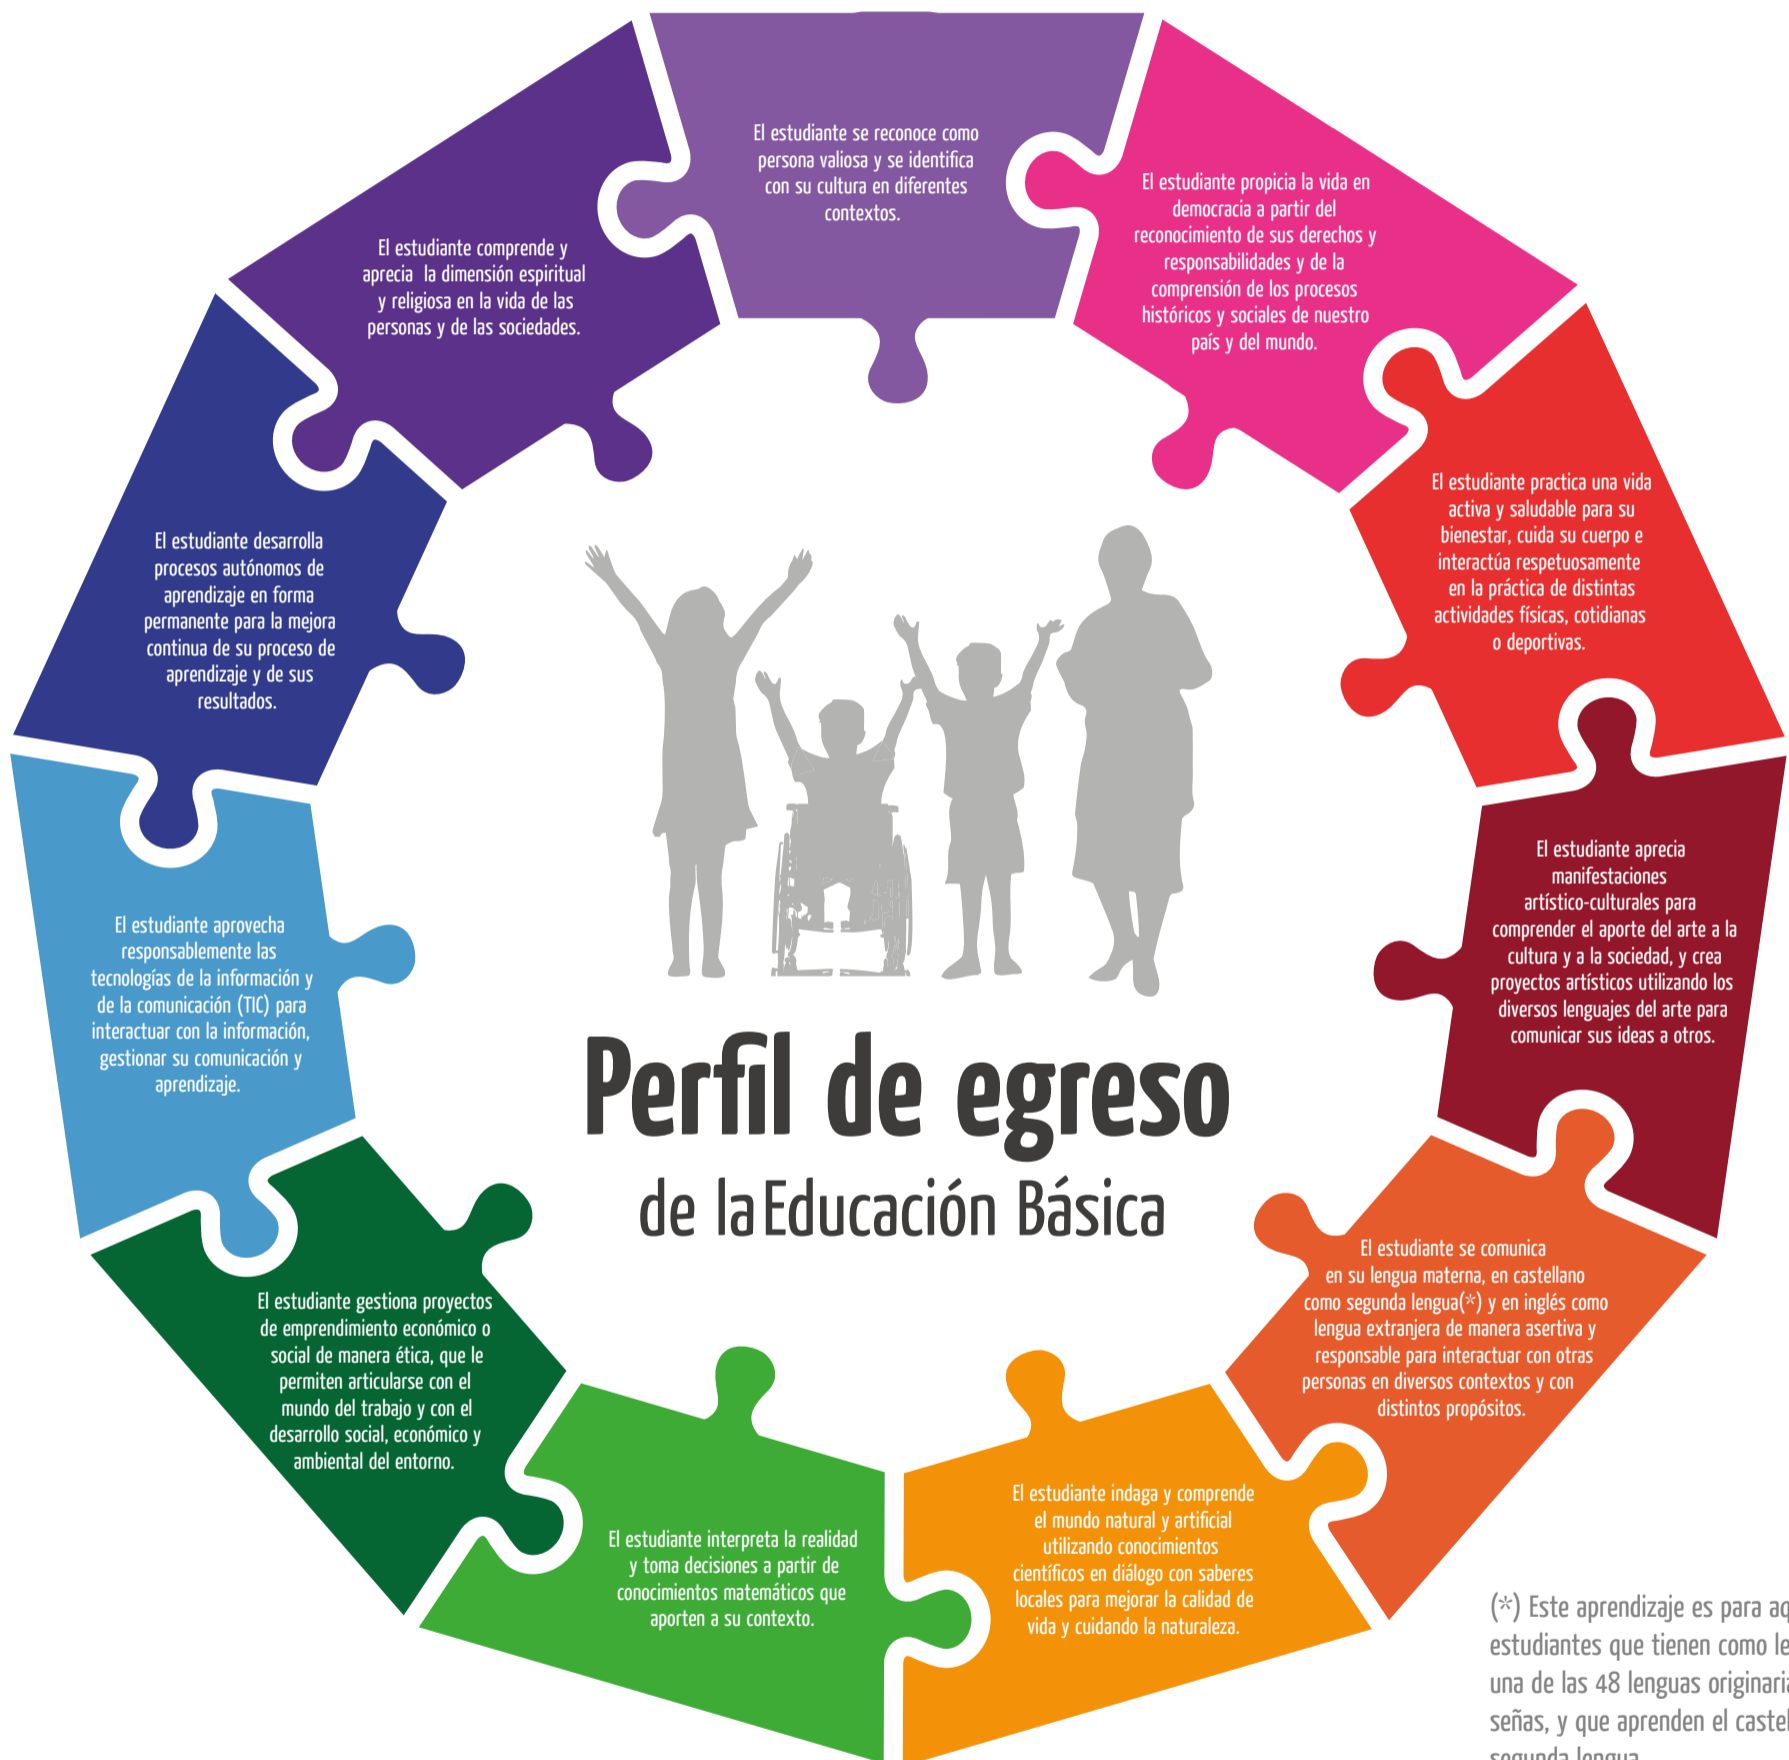 El estudiante se reconoce como
persona valiosa y se identifica
con su cultura en diferentes
contextos.
El estudiante propicia la vida en
democracia a partir del
reconocimiento de sus derechos y
responsabilidades y de la
comprensión de los procesos
históricos y sociales de nuestro
país y del mundo.
El estudiante practica una vida
activa y saludable para su
bienestar, cuida su cuerpo e
interactúa respetuosamente
en la práctica de distintas
actividades físicas, cotidianas
o deportivas.
El estudiante aprecia
manifestaciones
artístico-culturales para
comprender el aporte del arte a la
cultura y a la sociedad, y crea
proyectos artísticos utilizando los
diversos lenguajes del arte para
comunicar sus ideas a otros.
El estudiante se comunica
en su lengua materna, en castellano
como segunda lengua(*) y en inglés como
lengua extranjera de manera asertiva y
responsable para interactuar con otras
personas en diversos contextos y con
distintos propósitos.
El estudiante indaga y comprende
el mundo natural y artificial
utilizando conocimientos
científicos en diálogo con saberes
locales para mejorar la calidad de
vida y cuidando la naturaleza.
El estudiante interpreta la realidad
y toma decisiones a partir de
conocimientos matemáticos que
aporten a su contexto.
El estudiante gestiona proyectos
de emprendimiento económico o
social de manera ética, que le
permiten articularse con el
mundo del trabajo y con el
desarrollo social, económico y
ambiental del entorno.
El estudiante aprovecha
responsablemente las
tecnologías de la información y
de la comunicación (TIC) para
interactuar con la información,
gestionar su comunicación y
aprendizaje.
El estudiante desarrolla
procesos autónomos de
aprendizaje en forma
permanente para la mejora
continua de su proceso de
aprendizaje y de sus
resultados.
El estudiante comprende y
aprecia la dimensión espiritual
y religiosa en la vida de las
personas y de las sociedades.
Perfil de egreso
de la Educación Básica
(*) Este aprendizaje es para
estudiantes que tienen como
una de las 48 lenguas
señas, y que aprenden el
segunda lengua